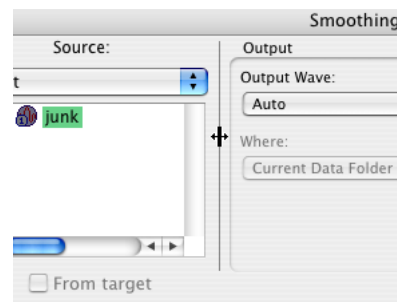 Smoothing
Source:
Output
t
Output Wave:
junk
Auto
Where:
Current Data Folder
From target